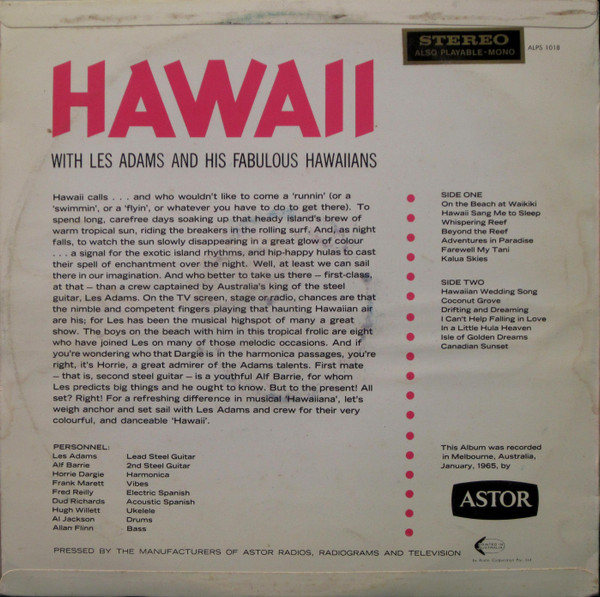 STEREO
ALSO PLAYABLE-MONO
ALPS 1018
HAWAII
WITH LES ADAMS AND HIS FABULOUS HAWAIIANS
Hawaii calls . . . and who wouldn't like to come a 'runnin' (or a
'swimmin', or a 'flyin', or whatever you have to do to get there). To
spend long, carefree days soaking up that heady island's brew of
warm tropical sun, riding the breakers in the rolling surf. And, as night
falls, to watch the sun slowly disappearing in a great glow of colour
. . . a signal for the exotic island rhythms, and hip-happy hulas to cast
their spell of enchantment over the night. Well, at least we can sail
there in our imagination. And who better to take us there — first-class,
at that — than a crew captained by Australia's king of the steel
guitar, Les Adams. On the TV screen, stage or radio, chances are that
the nimble and competent fingers playing that haunting Hawaiian air
are his; for Les has been the musical highspot of many a great
show. The boys on the beach with him in this tropical frolic are eight
who have joined Les on many of those melodic occasions. And if
you're wondering who that Dargie is in the harmonica passages, you're
right, it's Horrie, a great admirer of the Adams talents. First mate
— that is, second steel guitar — is a youthful Alf Barrie, for whom
Les predicts big things and he ought to know. But to the present! All
set? Right! For a refreshing difference in musical 'Hawaiiana', let's
weigh anchor and set sail with Les Adams and crew for their very
colourful, and danceable 'Hawaii'.
PERSONNEL:
Les Adams Lead Steel Guitar
Alf Barrie 2nd Steel Guitar
Horrie Dargie Harmonica
Frank Marett Vibes
Fred Reilly Electric Spanish
Dud Richards Acoustic Spanish
Hugh Willett Ukelele
Al Jackson Drums
Allan Flinn Bass
SIDE ONE
On the Beach at Waikiki
Hawaii Sang Me to Sleep
Whispering Reef
Beyond the Reef
Adventures in Paradise
Farewell My Tani
Kalua Skies
SIDE TWO
Hawaiian Wedding Song
Coconut Grove
Drifting and Dreaming
I Can't Help Falling in Love
In a Little Hula Heaven
Isle of Golden Dreams
Canadian Sunset
This Album was recorded
in Melbourne, Australia,
January, 1965, by
ASTOR
PRESSED BY THE MANUFACTURERS OF ASTOR RADIOS, RADIOGRAMS AND TELEVISION